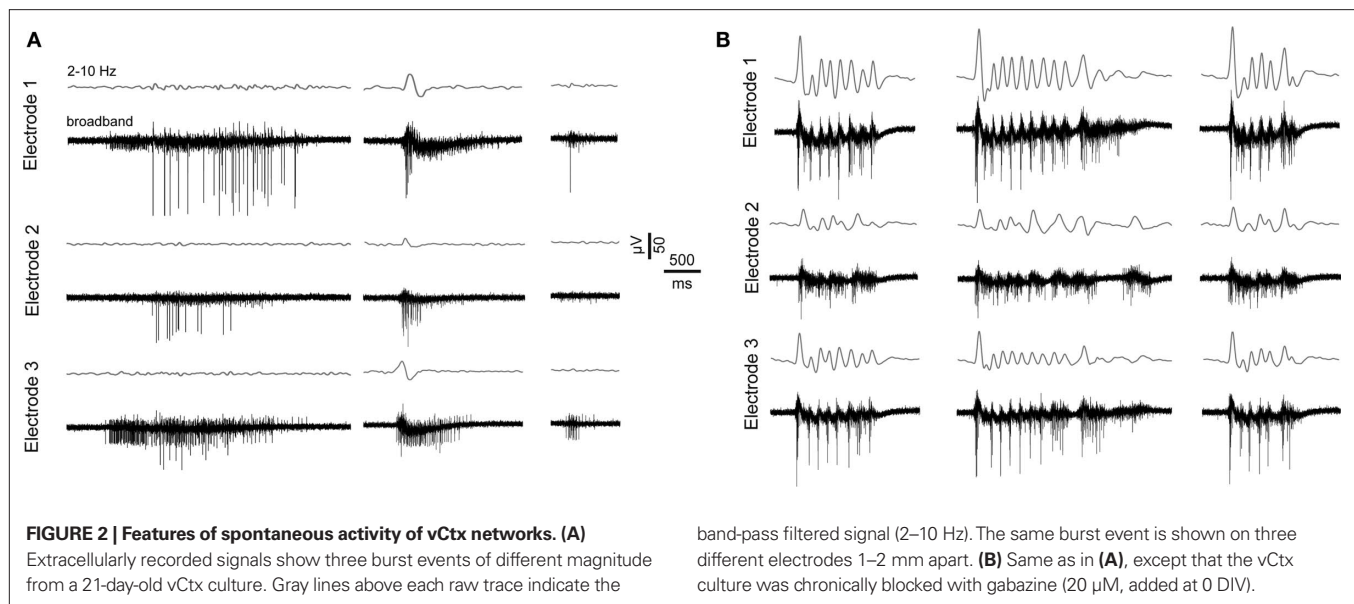 A
2-10 Hz
Electrode 1
broadband
Electrode 2
Electrode 3
µV
50
500
ms
B
Electrode 1
Electrode 2
Electrode 3
FIGURE 2 | Features of spontaneous activity of vCtx networks. (A)
Extracellularly recorded signals show three burst events of different magnitude
from a 21-day-old vCtx culture. Gray lines above each raw trace indicate the
band-pass filtered signal (2–10 Hz). The same burst event is shown on three
different electrodes 1–2 mm apart. (B) Same as in (A), except that the vCtx
culture was chronically blocked with gabazine (20 µM, added at 0 DIV).